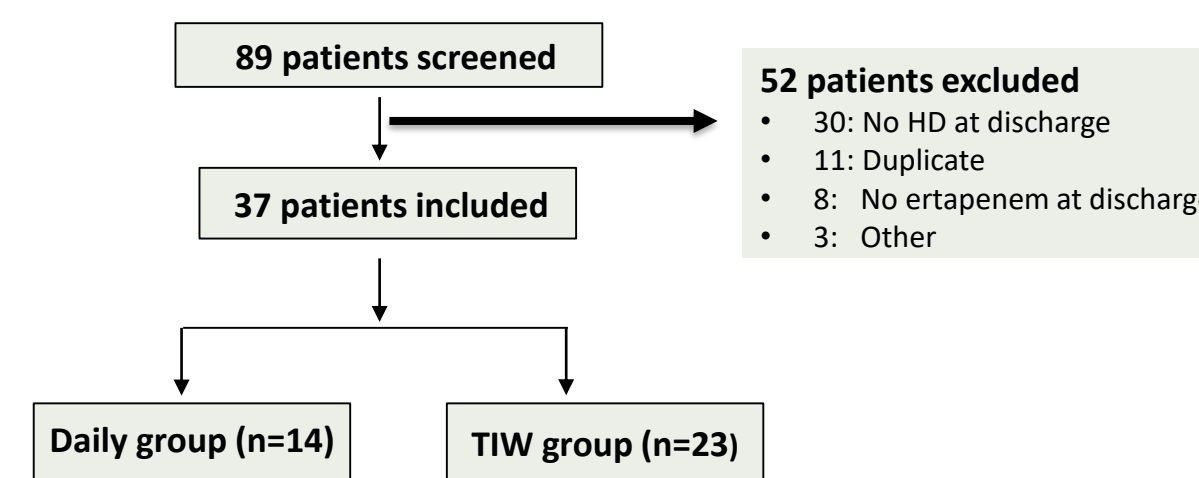 89 patients screened
52 patients excluded
• 30: No HD at discharge
• 11: Duplicate
• 8: No ertapenem at discharge
• 3: Other
37 patients included
Daily group (n=14)
TIW group (n=23)